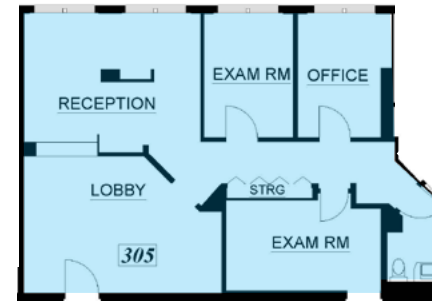 EXAM RM
OFFICE
RECEPTION
LOBBY
STRG
305
EXAM RM